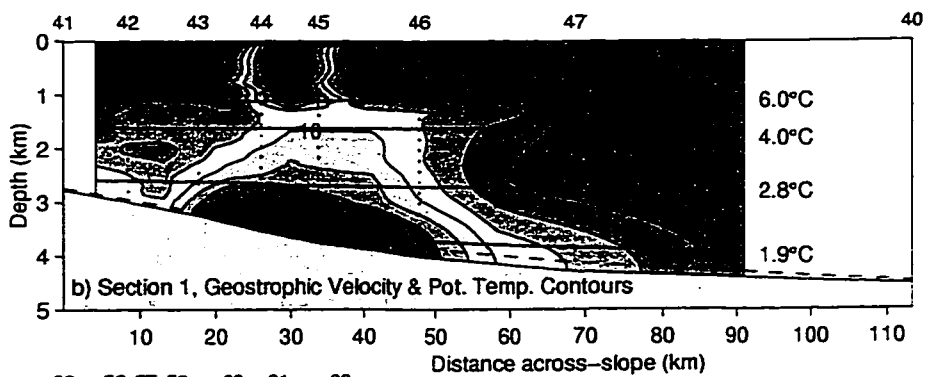 41 42 43 44 45 46 47 40
0
1
2
3
4
5
Depth (km)
10
6.0°C
4.0°C
2.8°C
1.9°C
b) Section 1, Geostrophic Velocity & Pot. Temp. Contours
10 20 30 40 50 60 70 80 90 100 110
Distance across-slope (km)